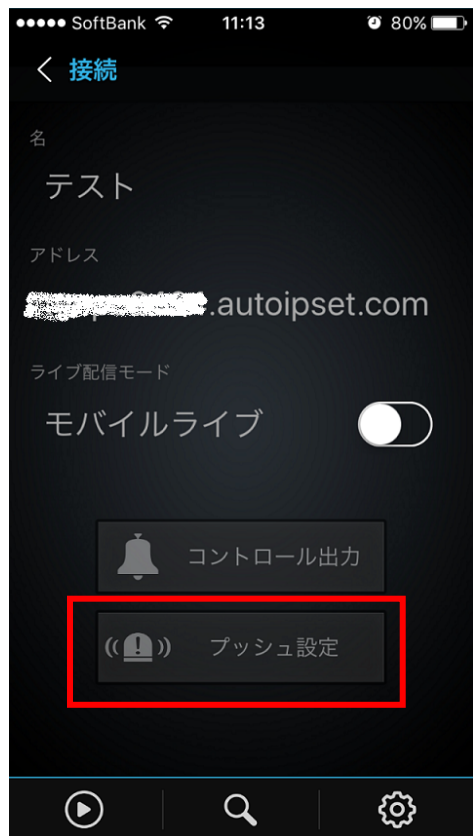 SoftBank 11:13 80%
接続
名
テスト
アドレス
.autoipset.com
ライブ配信モード
モバイルライブ
コントロール出力
プッシュ設定